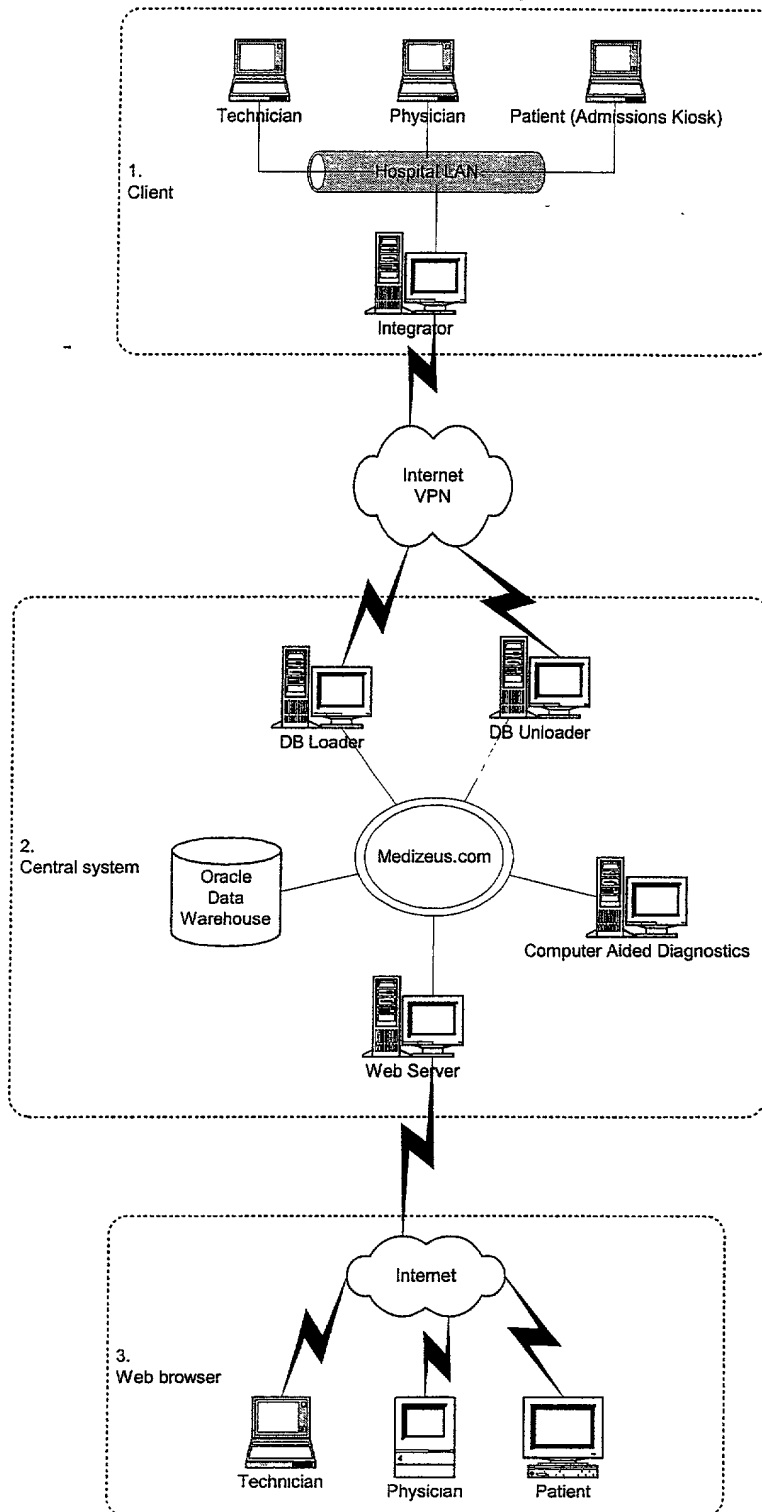 Technician
Physician
Patient (Admissions Kiosk)
Hospital LAN
1.
Client
Integrator
Internet
VPN
DB Loader
DB Unloader
Medizeus.com
2.
Central system
Oracle
Data
Warehouse
Computer Aided Diagnostics
Web Server
Internet
3.
Web browser
Technician
Physician
Patient